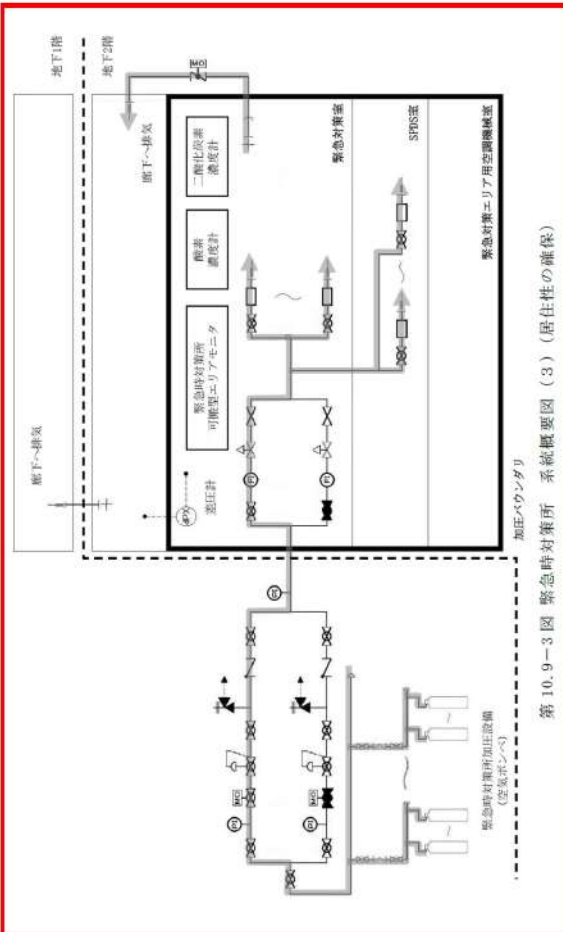 地下1階
地下2階
廊下へ排気
廊下へ排気
MO
二酸化炭素
濃度計
酸素
濃度計
緊急時対策所
可搬型エリアモニタ
差圧計
dPX
緊急対策室
SPDS室
緊急対策エリア用空調機械室
加圧バウンダリ
PI
PI
PI
MO
MO
PI
PI
緊急時対策所加圧設備
(空気ボンベ)
第10.9-3図 緊急時対策所 系統概要図(3)(居住性の確保)